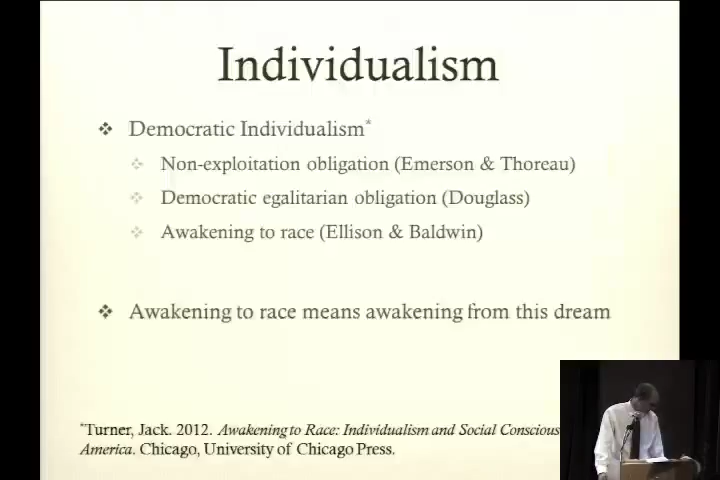 Individualism
Democratic Individualism*
Non-exploitation obligation (Emerson & Thoreau)
Democratic egalitarian obligation (Douglass)
Awakening to race (Ellison & Baldwin)
Awakening to race means awakening from this dream
*Turner, Jack. 2012. Awakening to Race: Individualism and Social Conscious
America. Chicago, University of Chicago Press.